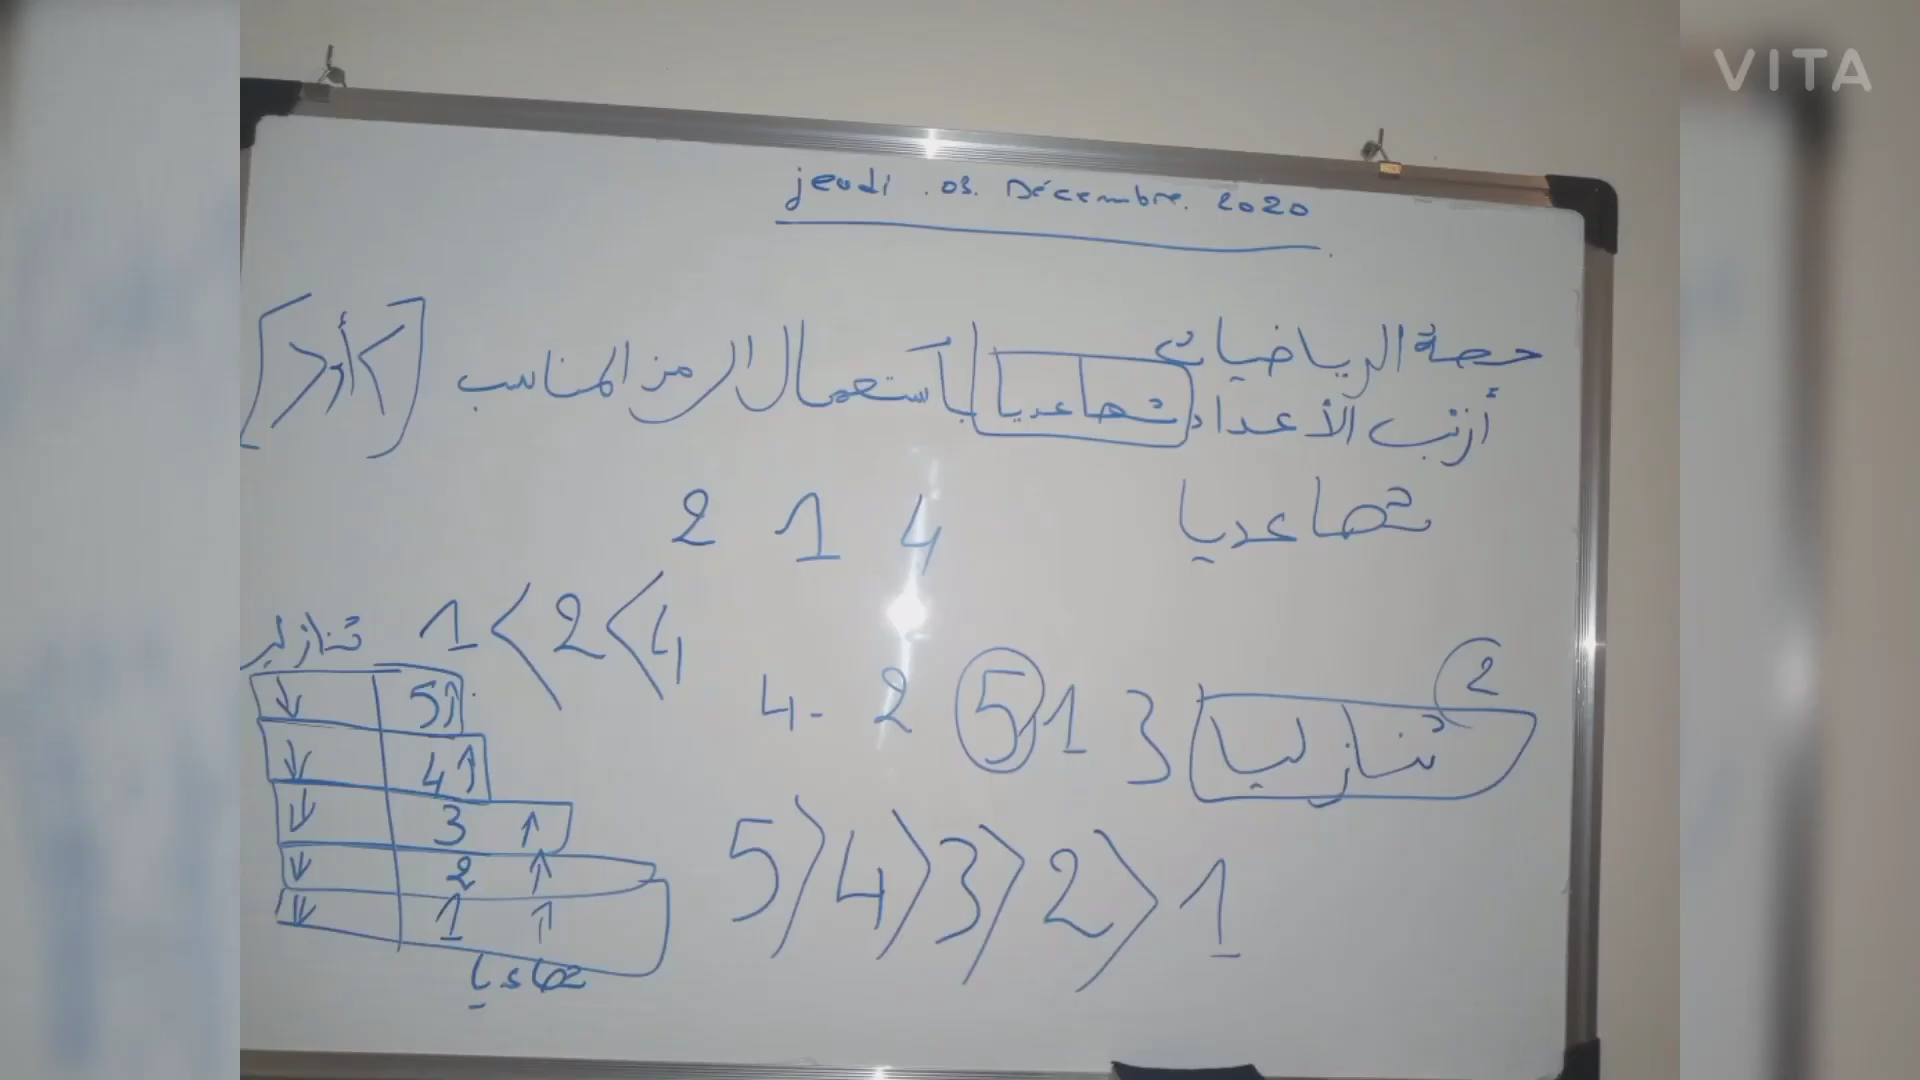 VITA
jeudi . 03. Décembre. 2020
حصة الرياضيات
أرتب الأعداد تصاعديا باستعمال الرمز المناسب [< أو >]
تصاعديا
2 1 4
1 < 2 < 4
2
تنازليا
4 - 2 5 1 3
5 > 4 > 3 > 2 > 1
تنازليا
↓ 5 ↑
↓ 4 ↑
↓ 3 ↑
↓ 2 ↑
↓ 1 ↑